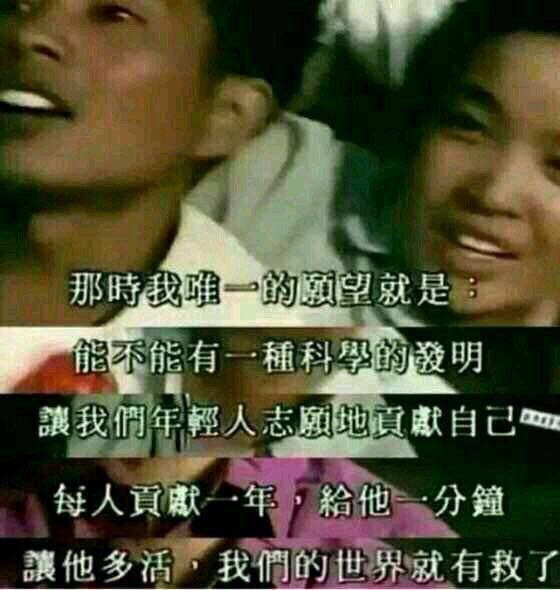 那時我唯一的願望就是：
能不能有一種科學的發明
讓我們年輕人志願地貢獻自己
每人貢獻一年，給他一分鐘
讓他多活，我們的世界就有救了